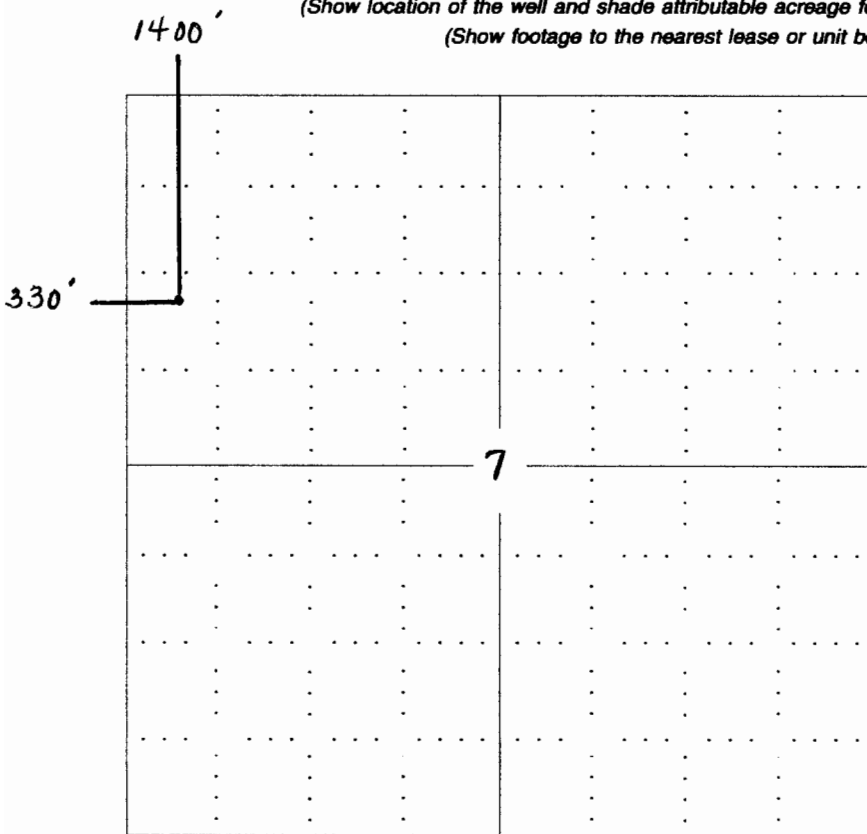 (Show location of the well and shade attributable acreage
(Show footage to the nearest lease or unit
1400'
330'
7